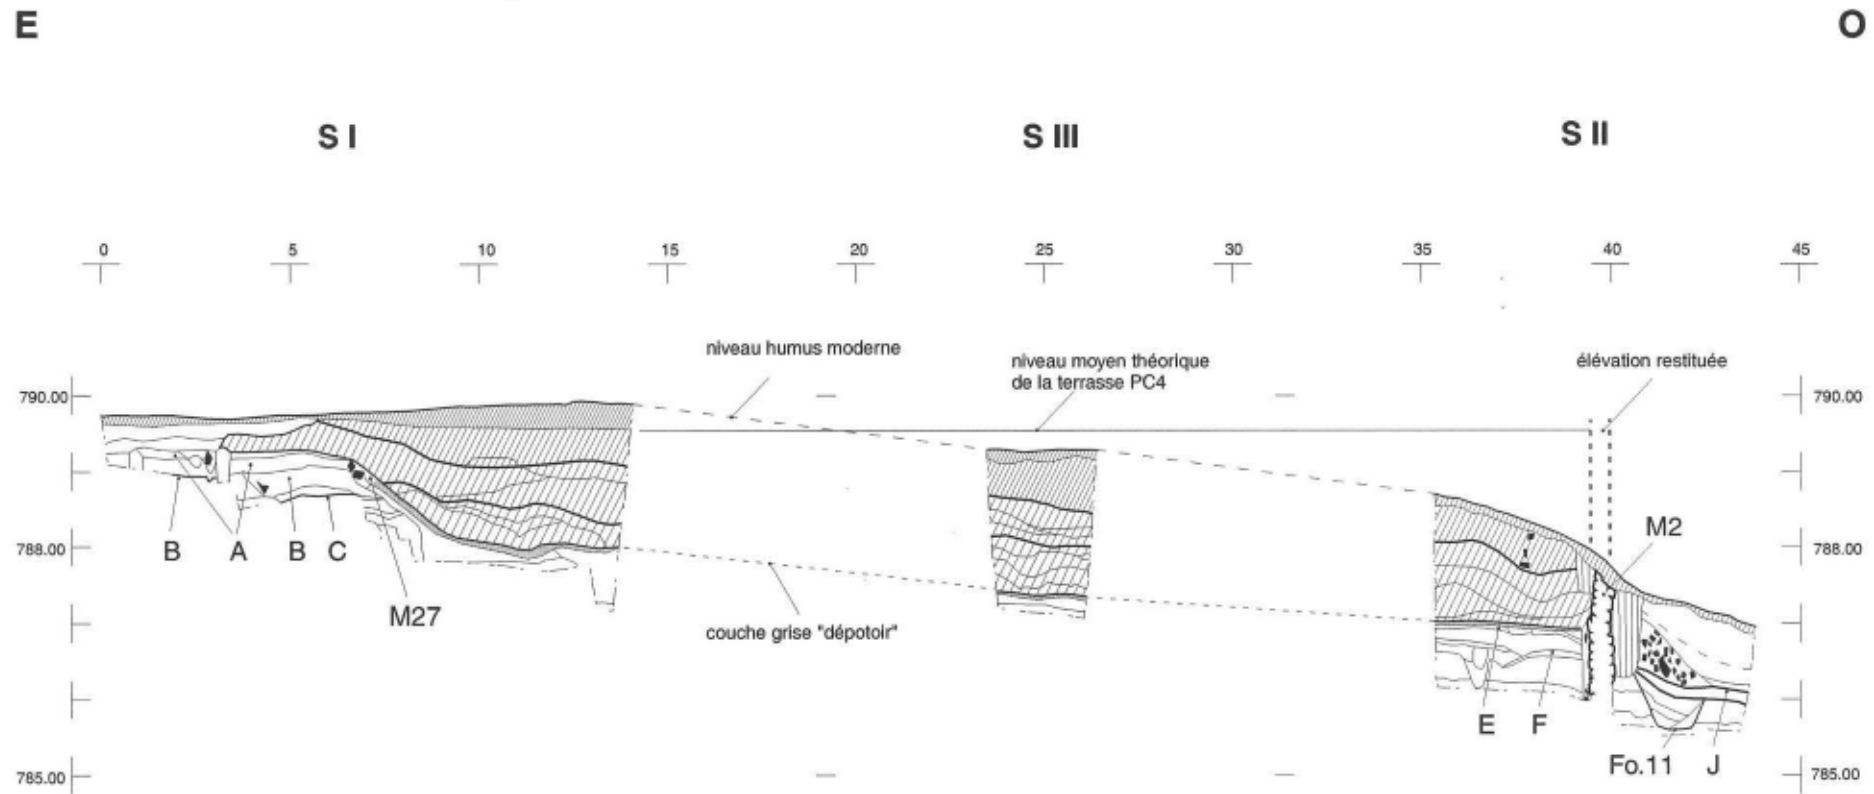 E O
S I S III S II
0 5 10 15 20 25 30 35 40 45
niveau humus moderne
niveau moyen théorique
de la terrasse PC4
élévation restituée
790.00 790.00
M2
788.00 B A B C 788.00
M27
couche grise "dépotoir"
E F
Fo.11 J
785.00 785.00